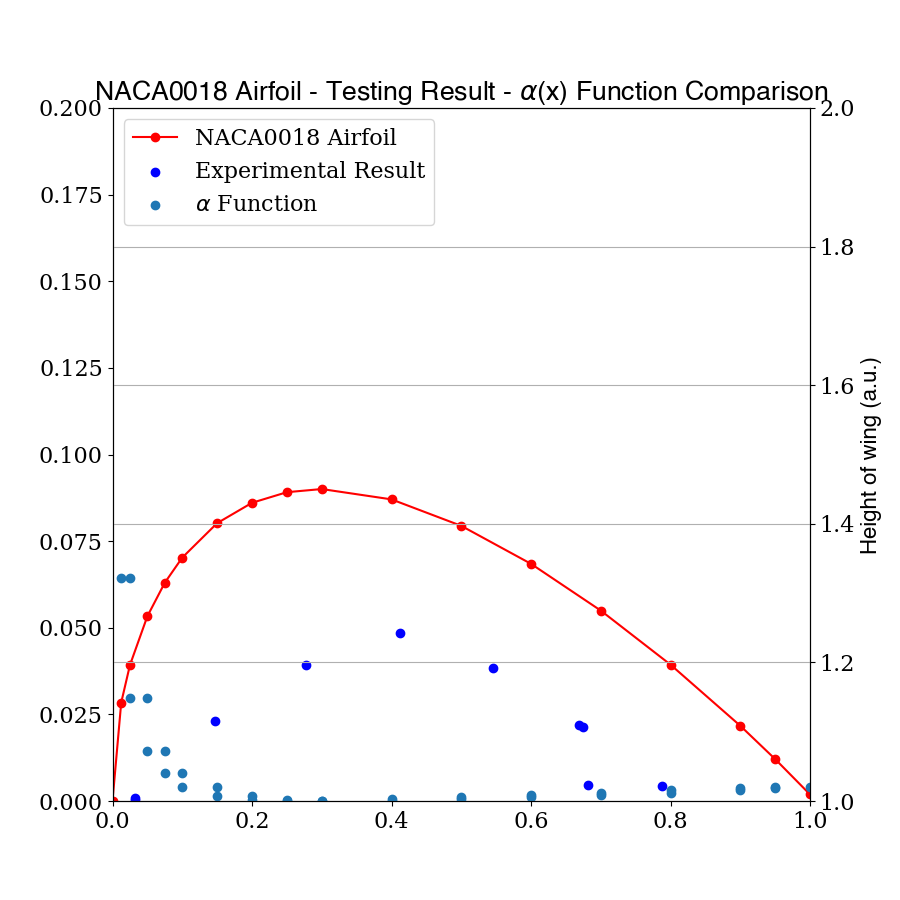 NACA0018 Airfoil - Testing Result - α(x) Function Comparison
NACA0018 Airfoil
Experimental Result
α Function
0.200
0.175
0.150
0.125
0.100
0.075
0.050
0.025
0.000
2.0
1.8
1.6
1.4
1.2
1.0
Height of wing (a.u.)
0.0 0.2 0.4 0.6 0.8 1.0